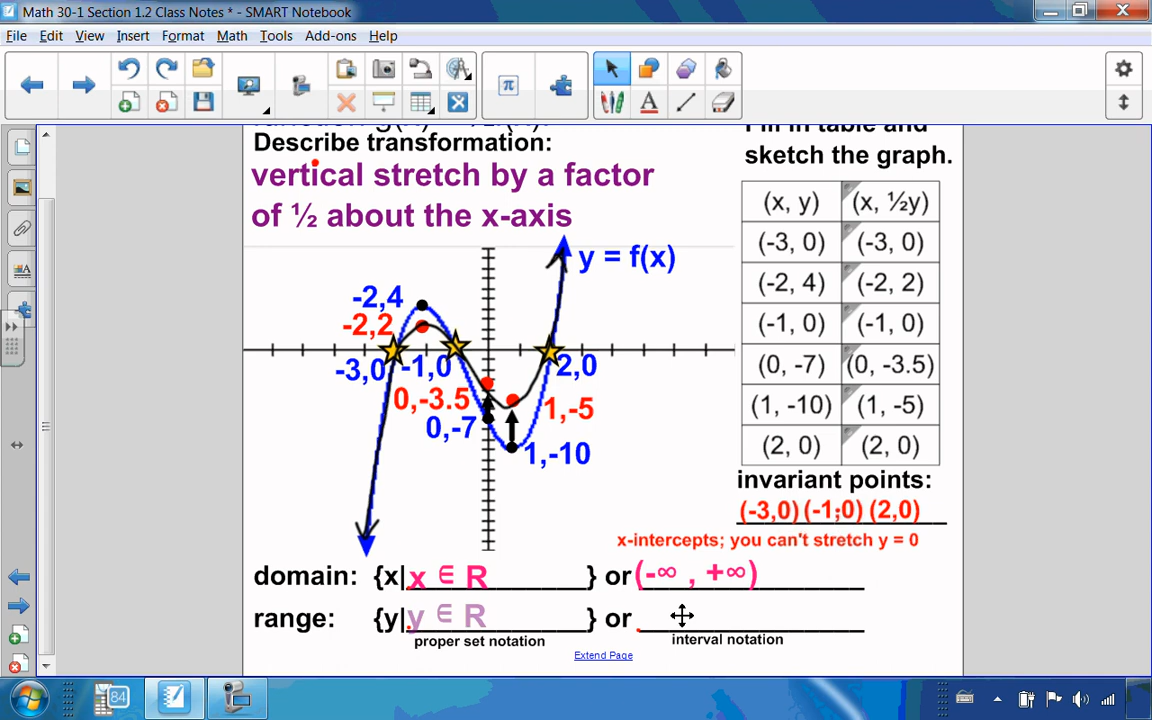 Math 30-1 Section 1.2 Class Notes * - SMART Notebook
File Edit View Insert Format Math Tools Add-ons Help
π
A
Describe transformation:
vertical stretch by a factor
of ½ about the x-axis
y = f(x)
-2,4
-2,2
-3,0
-1,0
2,0
0,-3.5
1,-5
0,-7
1,-10
Fill in table and
sketch the graph.
(x, y) (x, ½y)
(-3, 0) (-3, 0)
(-2, 4) (-2, 2)
(-1, 0) (-1, 0)
(0, -7) (0, -3.5)
(1, -10) (1, -5)
(2, 0) (2, 0)
invariant points:
(-3,0) (-1,0) (2,0)
x-intercepts; you can't stretch y = 0
domain: {x| x ∈ R } or (-∞ , +∞)
range: {y| y ∈ R } or
proper set notation interval notation
Extend Page
84